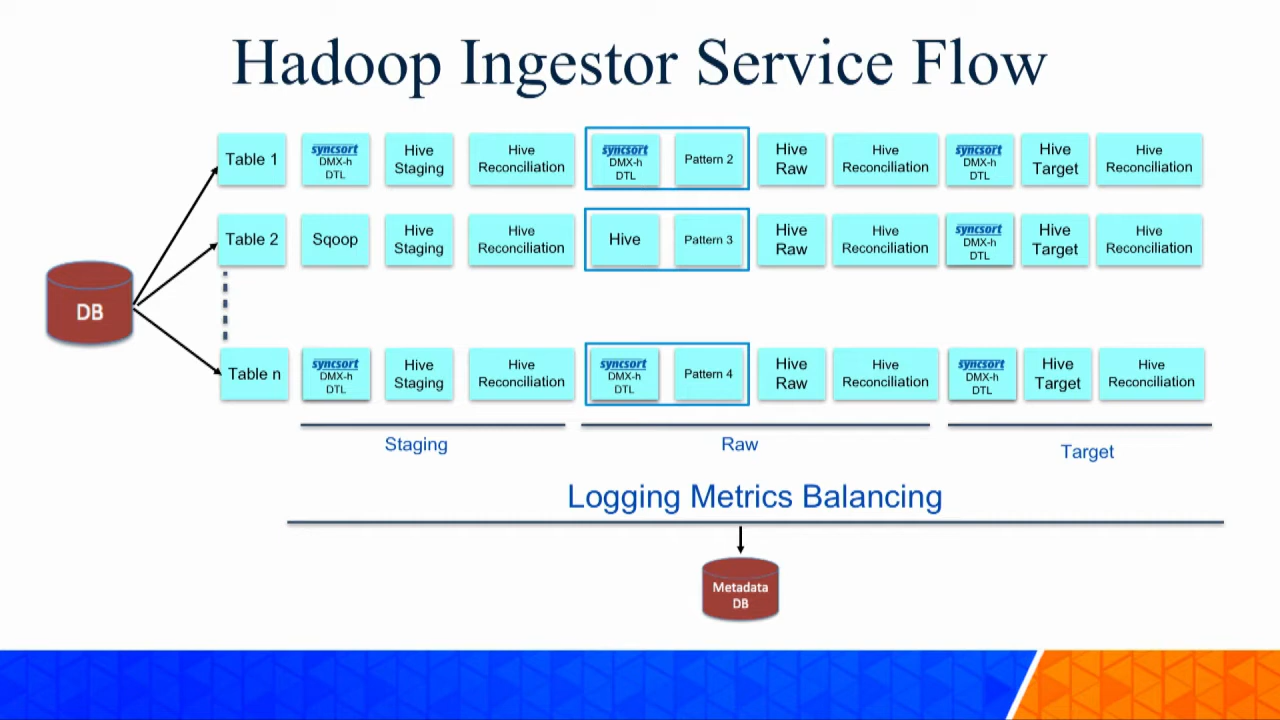 Hadoop Ingestor Service Flow
Table 1
syncsort
DMX-h
DTL
Hive
Staging
Hive
Reconciliation
syncsort
DMX-h
DTL
Pattern 2
Hive
Raw
Hive
Reconciliation
syncsort
DMX-h
DTL
Hive
Target
Hive
Reconciliation
Table 2
Sqoop
Hive
Staging
Hive
Reconciliation
Hive
Pattern 3
Hive
Raw
Hive
Reconciliation
syncsort
DMX-h
DTL
Hive
Target
Hive
Reconciliation
DB
Table n
syncsort
DMX-h
DTL
Hive
Staging
Hive
Reconciliation
syncsort
DMX-h
DTL
Pattern 4
Hive
Raw
Hive
Reconciliation
syncsort
DMX-h
DTL
Hive
Target
Hive
Reconciliation
Staging
Raw
Target
Logging Metrics Balancing
Metadata
DB